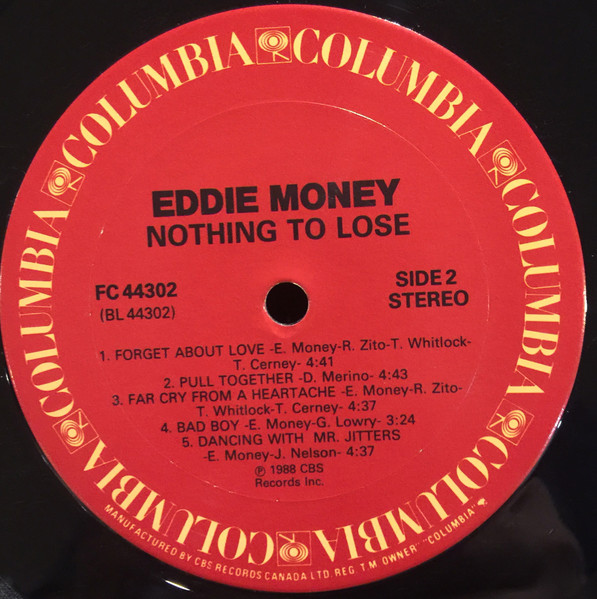 COLUMBIA COLUMBIA COLUMBIA COLUMBIA COLUMBIA COLUMBIA
EDDIE MONEY
NOTHING TO LOSE
FC 44302
(BL 44302)
SIDE 2
STEREO
1. FORGET ABOUT LOVE -E. Money-R. Zito-T. Whitlock-
T. Cerney- 4:41
2. PULL TOGETHER -D. Merino- 4:43
3. FAR CRY FROM A HEARTACHE -E. Money-R. Zito-
T. Whitlock-T. Cerney- 4:37
4. BAD BOY -E. Money-G. Lowry- 3:24
5. DANCING WITH MR. JITTERS
-E. Money-J. Nelson- 4:37
℗ 1988 CBS
Records Inc.
MANUFACTURED BY CBS RECORDS CANADA LTD. REG. T.M. OWNER "COLUMBIA"